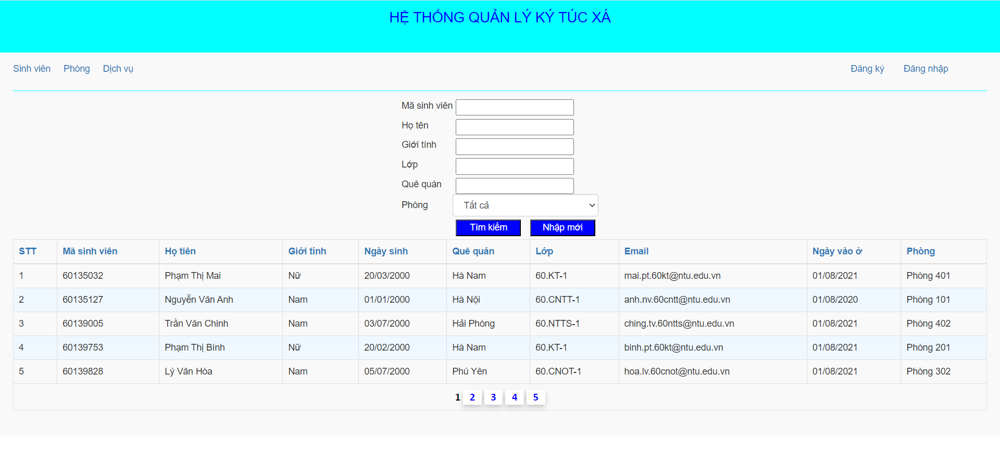 HỆ THỐNG QUẢN LÝ KÝ TÚC XÁ
Sinh viên Phòng Dịch vụ Đăng ký Đăng nhập
Mã sinh viên
Họ tên
Giới tính
Lớp
Quê quán
Phòng Tất cả
Tìm kiếm Nhập mới
STT Mã sinh viên Họ tiên Giới tính Ngày sinh Quê quán Lớp Email Ngày vào ở Phòng
1 60135032 Phạm Thị Mai Nữ 20/03/2000 Hà Nam 60.KT-1 mai.pt.60kt@ntu.edu.vn 01/08/2021 Phòng 401
2 60135127 Nguyễn Văn Anh Nam 01/01/2000 Hà Nội 60.CNTT-1 anh.nv.60cntt@ntu.edu.vn 01/08/2020 Phòng 101
3 60139005 Trần Văn Chinh Nam 03/07/2000 Hải Phòng 60.NTTS-1 ching.tv.60ntts@ntu.edu.vn 01/08/2021 Phòng 402
4 60139753 Phạm Thị Bình Nữ 20/02/2000 Hà Nam 60.KT-1 binh.pt.60kt@ntu.edu.vn 01/08/2021 Phòng 201
5 60139828 Lý Văn Hòa Nam 05/07/2000 Phú Yên 60.CNOT-1 hoa.lv.60cnot@ntu.edu.vn 01/08/2021 Phòng 302
1 2 3 4 5